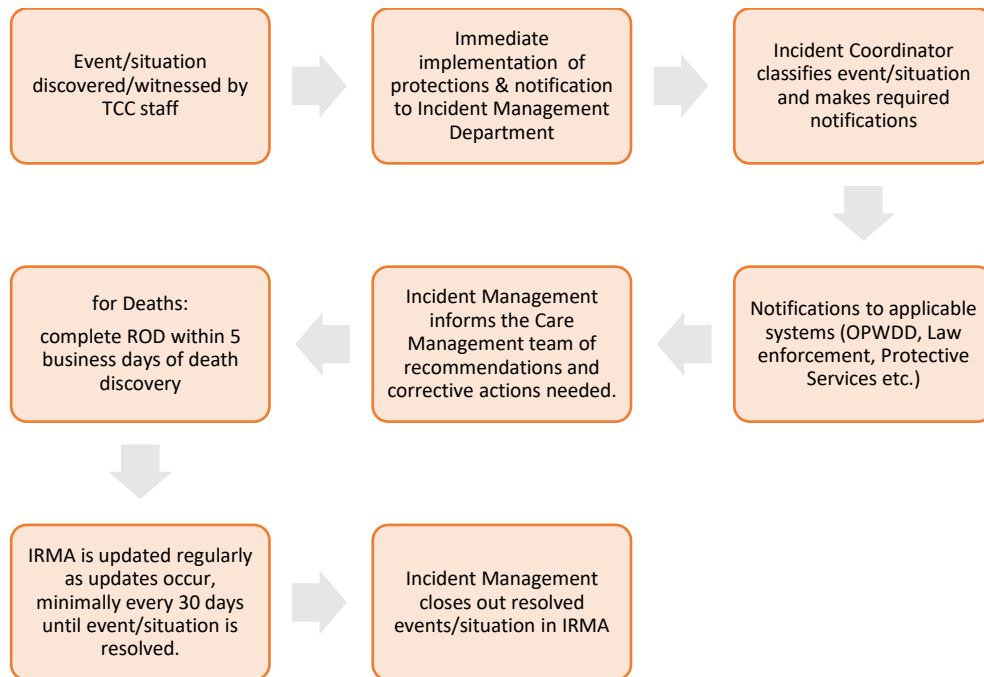 Event/situation
discovered/witnessed by
TCC staff
Immediate
implementation of
protections & notification
to Incident Management
Department
Incident Coordinator
classifies event/situation
and makes required
notifications
Notifications to applicable
systems (OPWDD, Law
enforcement, Protective
Services etc.)
Incident Management
informs the Care
Management team of
recommendations and
corrective actions needed.
for Deaths:
complete ROD within 5
business days of death
discovery
IRMA is updated regularly
as updates occur,
minimally every 30 days
until event/situation is
resolved.
Incident Management
closes out resolved
events/situation in IRMA